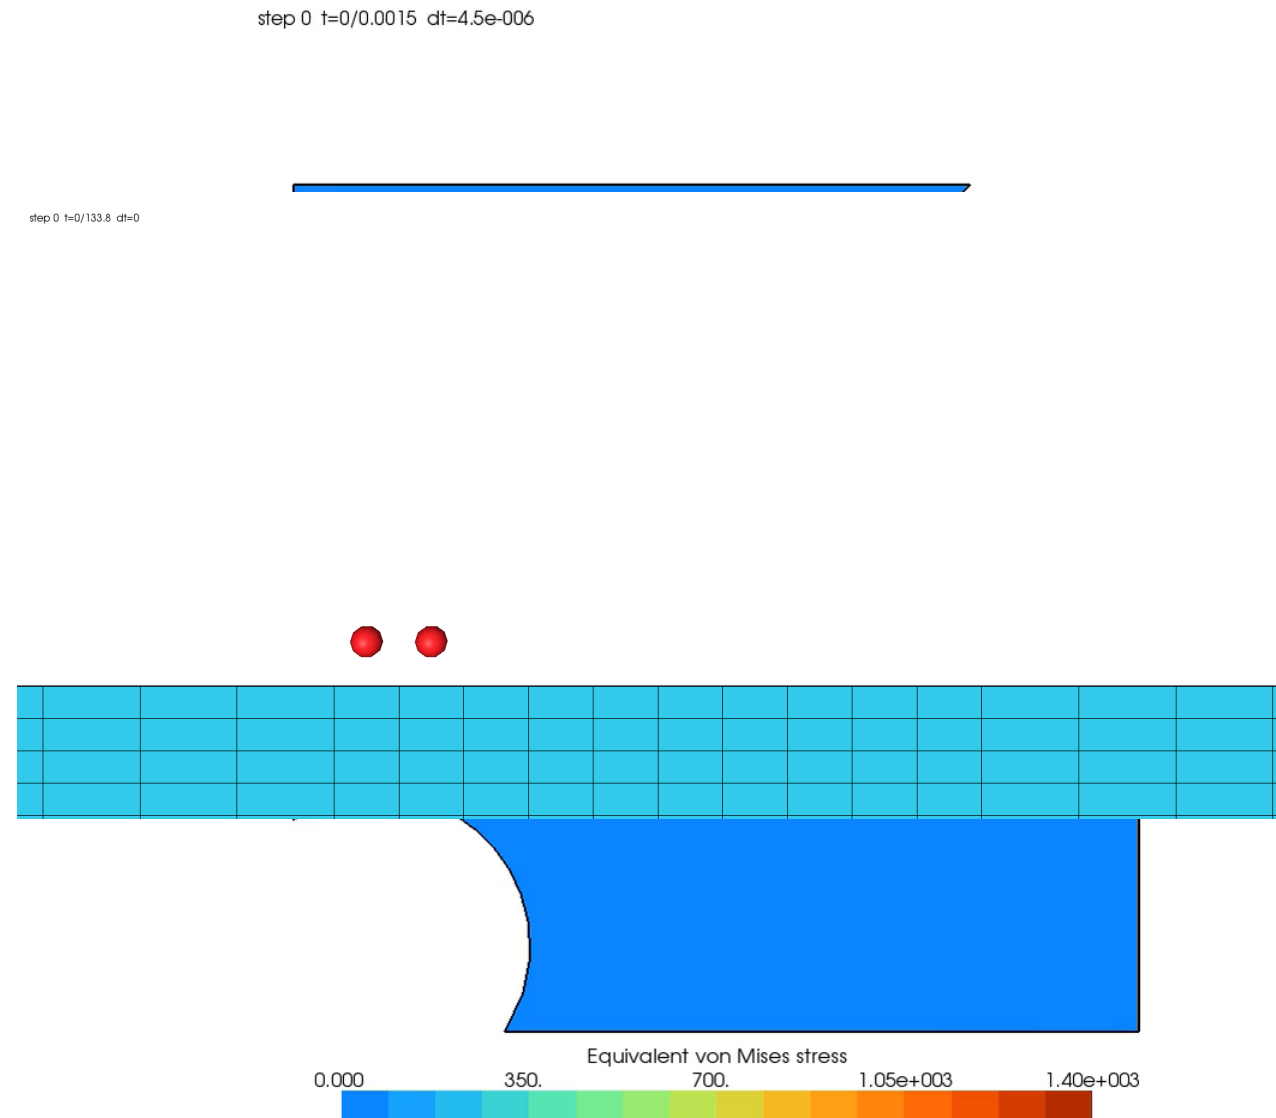 step 0 t=0/0.0015 dt=4.5e-006
step 0 t=0/133.8 dt=0
Equivalent von Mises stress
0.000 350. 700. 1.05e+003 1.40e+003